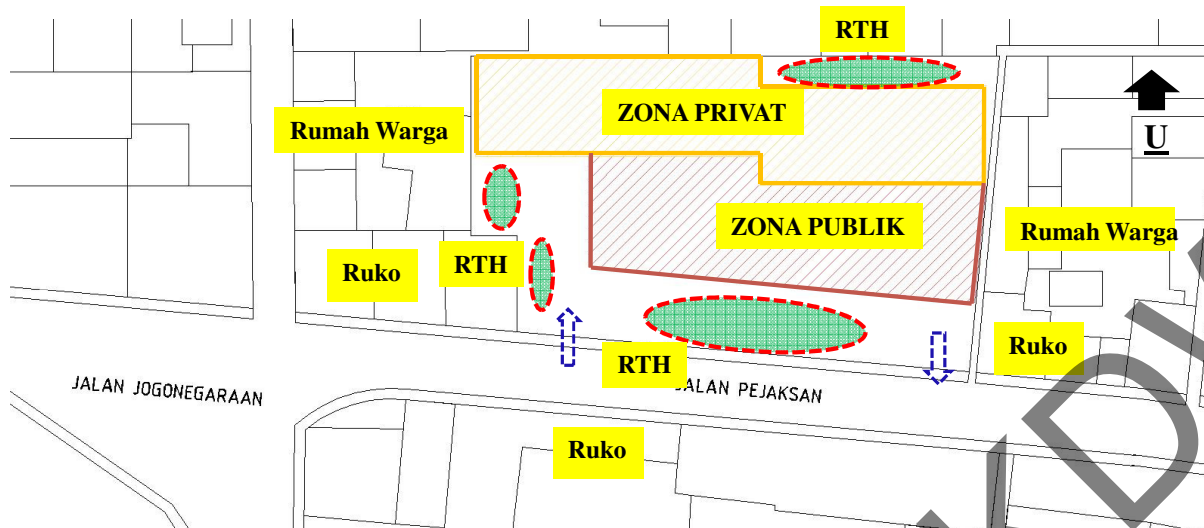 RTH
ZONA PRIVAT
Rumah Warga
U
ZONA PUBLIK
Rumah Warga
RTH
Ruko
Ruko
RTH
JALAN JOGONEGARAAN
JALAN PEJAKSAN
Ruko